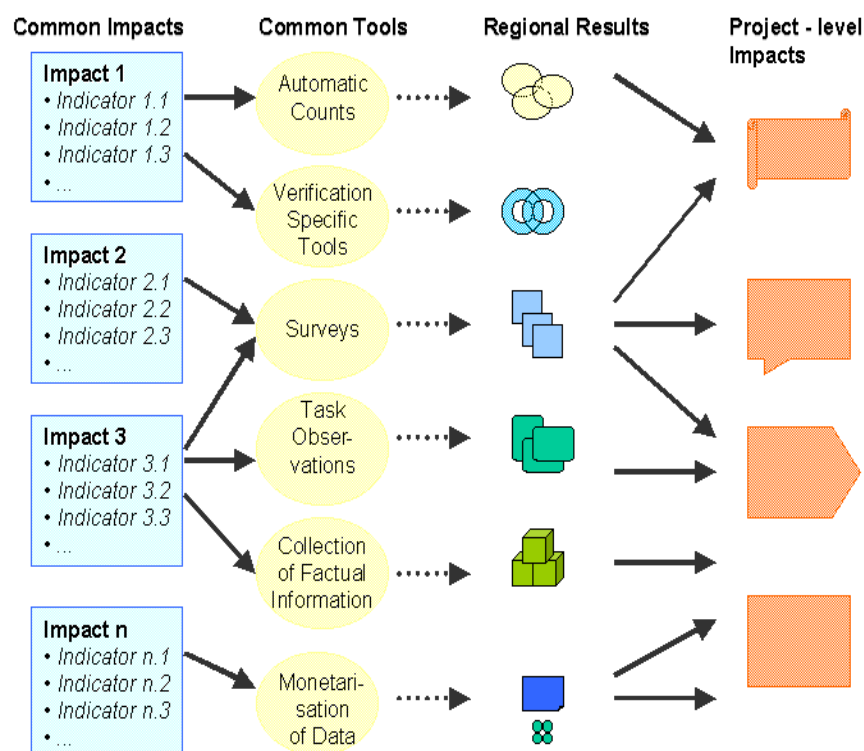 Common Impacts
Common Tools
Regional Results
Project - level
Impacts
Impact 1
• Indicator 1.1
• Indicator 1.2
• Indicator 1.3
• ...
Impact 2
• Indicator 2.1
• Indicator 2.2
• Indicator 2.3
• ...
Impact 3
• Indicator 3.1
• Indicator 3.2
• Indicator 3.3
• ...
Impact n
• Indicator n.1
• Indicator n.2
• Indicator n.3
• ...
Automatic
Counts
Verification
Specific
Tools
Surveys
Task
Obser-
vations
Collection
of Factual
Information
Monetari-
sation
of Data